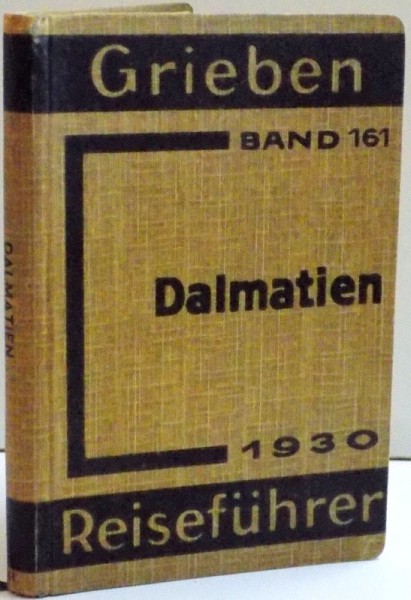 Grieben
BAND 161
Dalmatien
1930
Reiseführer
DALMATIEN